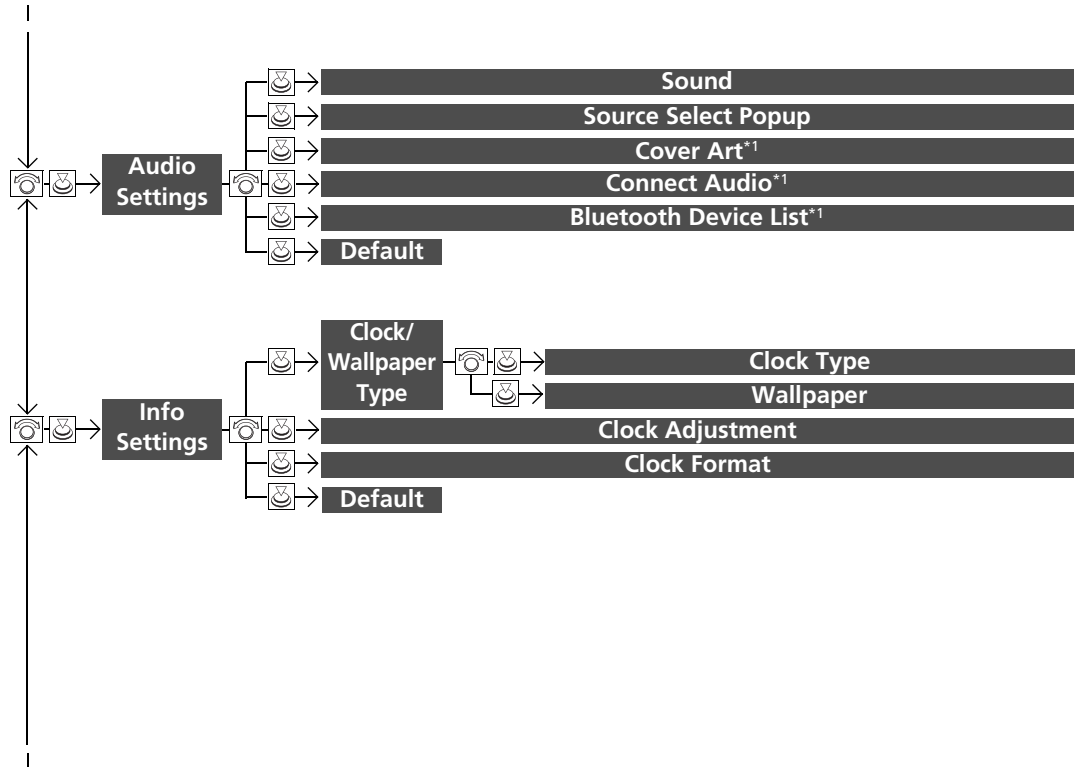 Sound
Source Select Popup
Cover Art*1
Audio
Settings
Connect Audio*1
Bluetooth Device List*1
Default
Clock/
Wallpaper
Type
Clock Type
Wallpaper
Info
Settings
Clock Adjustment
Clock Format
Default